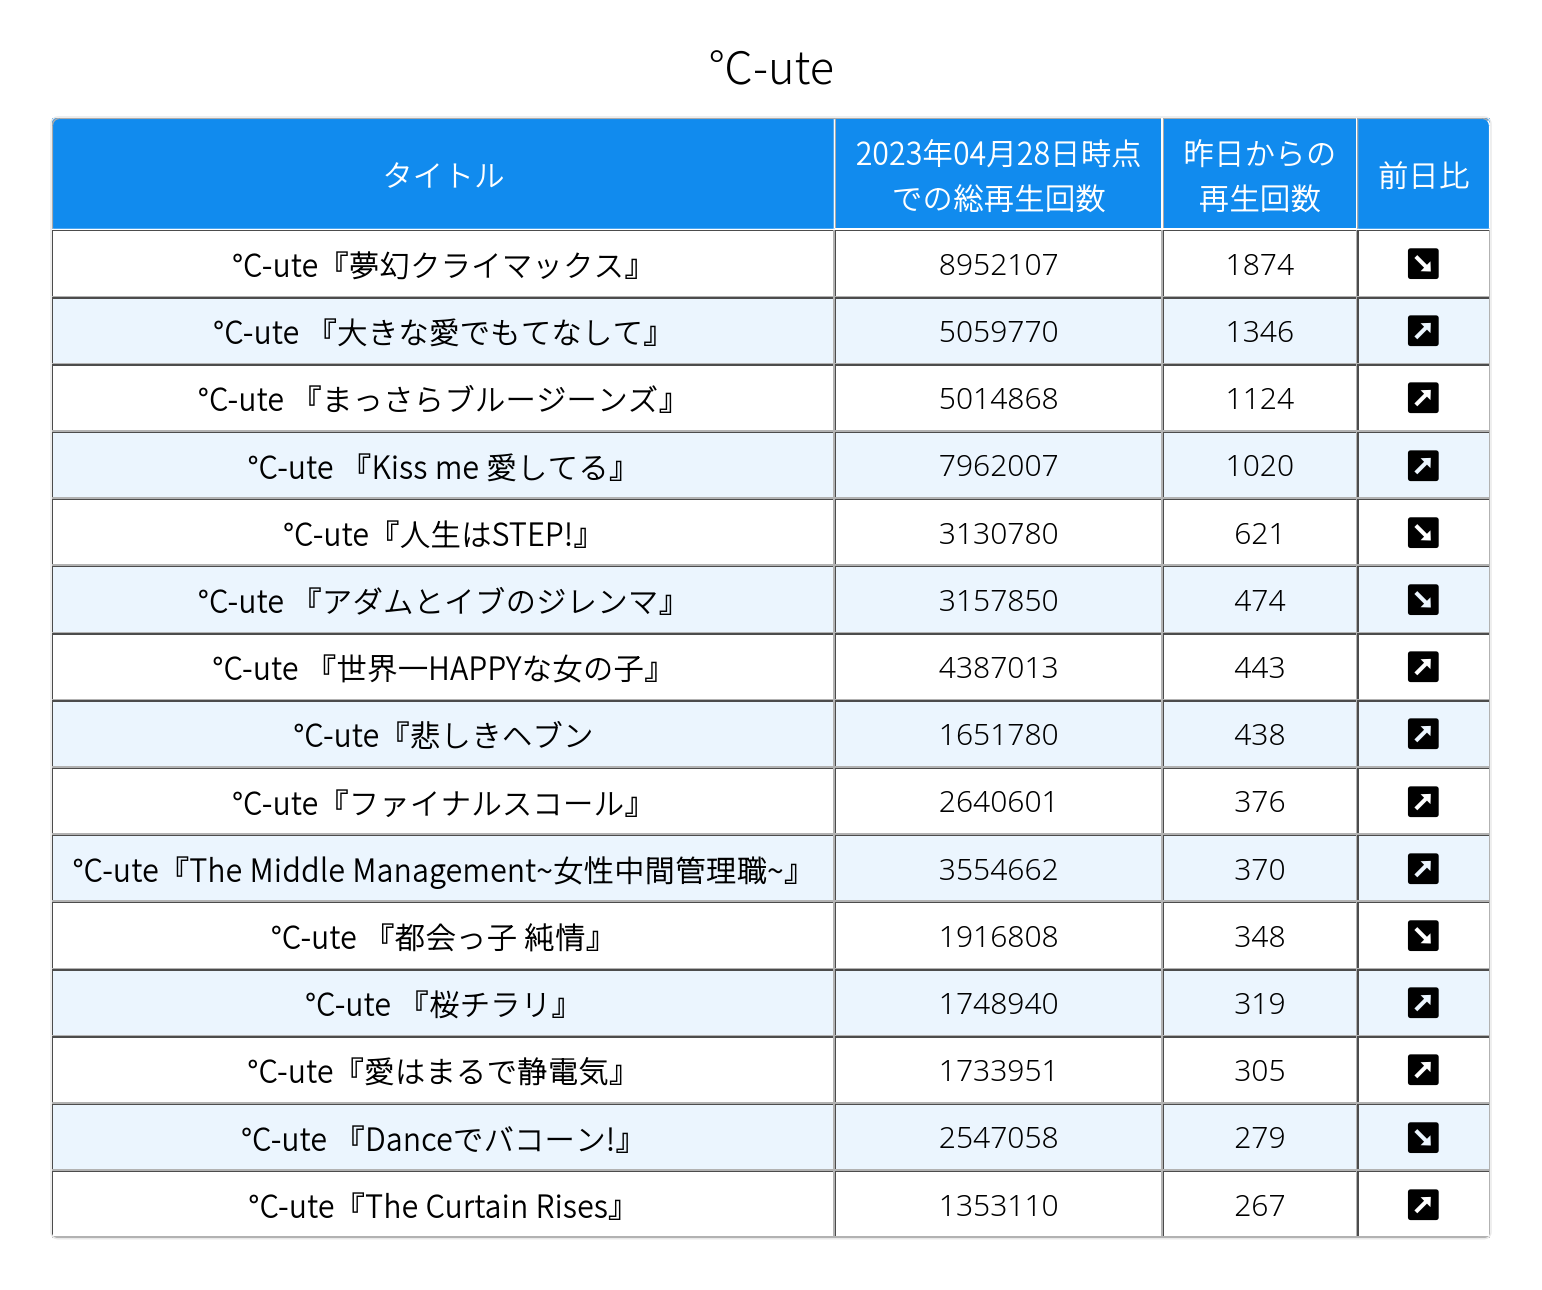 ℃-ute
タイトル
2023年04月28日時点
での総再生回数
昨日からの
再生回数
前日比
℃-ute『夢幻クライマックス』 8952107 1874
℃-ute 『大きな愛でもてなして』 5059770 1346
℃-ute 『まっさらブルージーンズ』 5014868 1124
℃-ute 『Kiss me 愛してる』 7962007 1020
℃-ute『人生はSTEP!』 3130780 621
℃-ute 『アダムとイブのジレンマ』 3157850 474
℃-ute 『世界一HAPPYな女の子』 4387013 443
℃-ute『悲しきヘブン 1651780 438
℃-ute『ファイナルスコール』 2640601 376
℃-ute『The Middle Management~女性中間管理職~』 3554662 370
℃-ute 『都会っ子 純情』 1916808 348
℃-ute 『桜チラリ』 1748940 319
℃-ute『愛はまるで静電気』 1733951 305
℃-ute 『Danceでバコーン!』 2547058 279
℃-ute『The Curtain Rises』 1353110 267